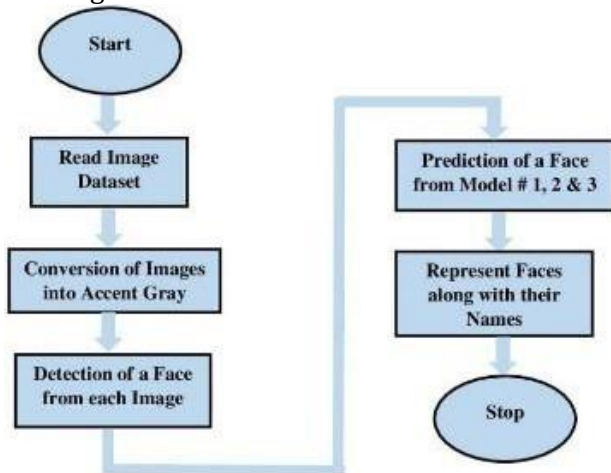 Start
Read Image
Dataset
Conversion of Images
into Accent Gray
Detection of a Face
from each Image
Prediction of a Face
from Model # 1, 2 & 3
Represent Faces
along with their
Names
Stop